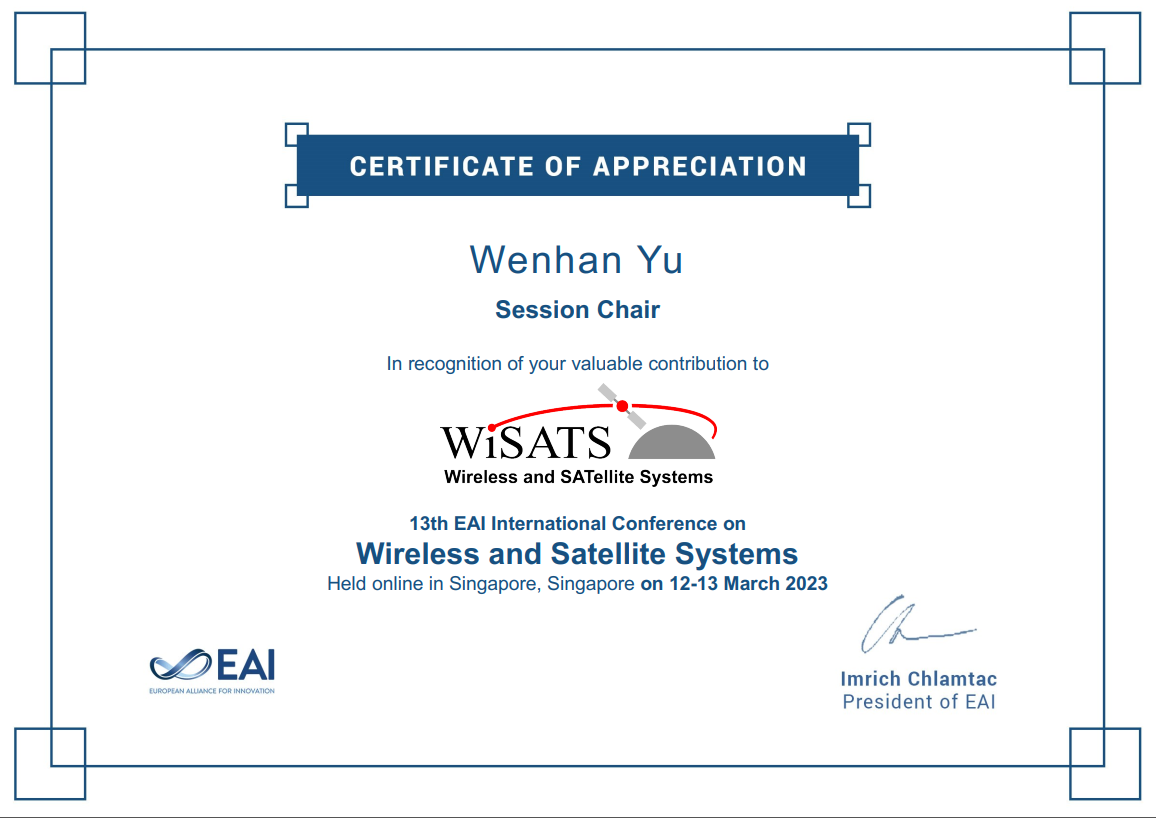 CERTIFICATE OF APPRECIATION
Wenhan Yu
Session Chair
In recognition of your valuable contribution to
WiSATS
Wireless and SATellite Systems
13th EAI International Conference on
Wireless and Satellite Systems
Held online in Singapore, Singapore on 12-13 March 2023
EAI
EUROPEAN ALLIANCE FOR INNOVATION
Imrich Chlamtac
President of EAI